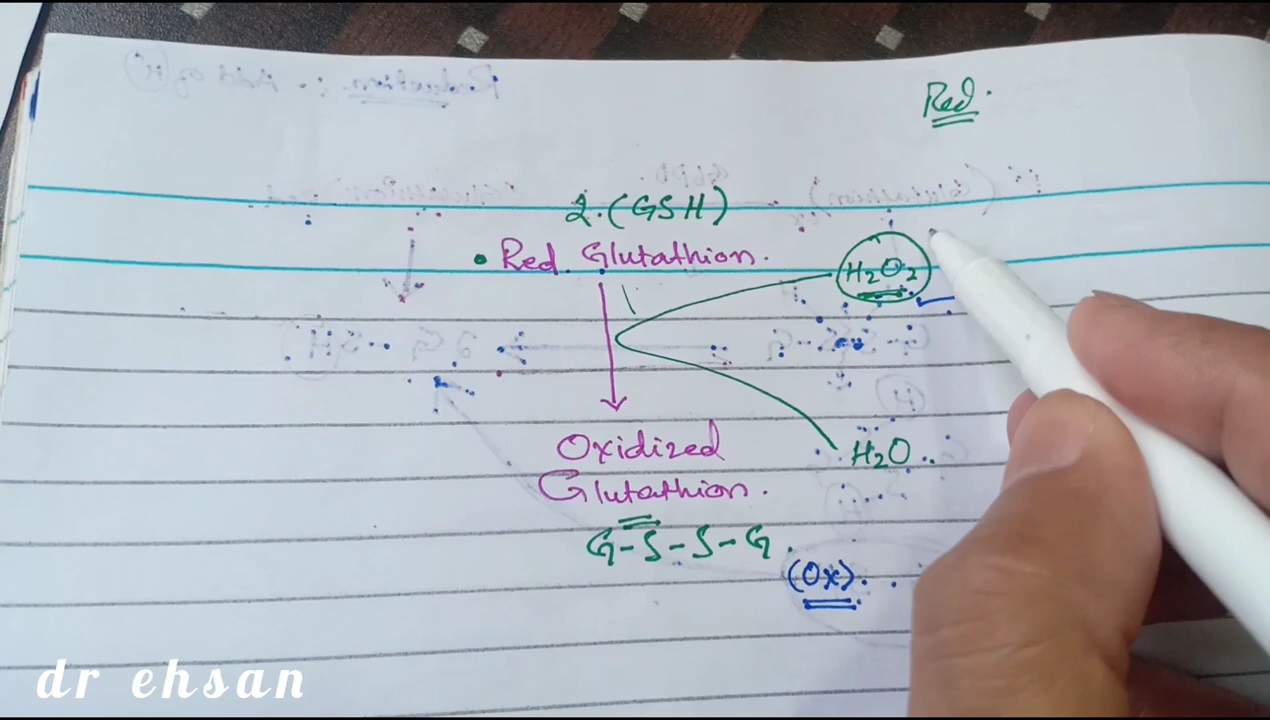 Red.
2.(GSH)
• Red. Glutathion.
H₂O₂
Oxidized
Glutathion.
H₂O..
G-S-S-G.
(Ox).
dr ehsan